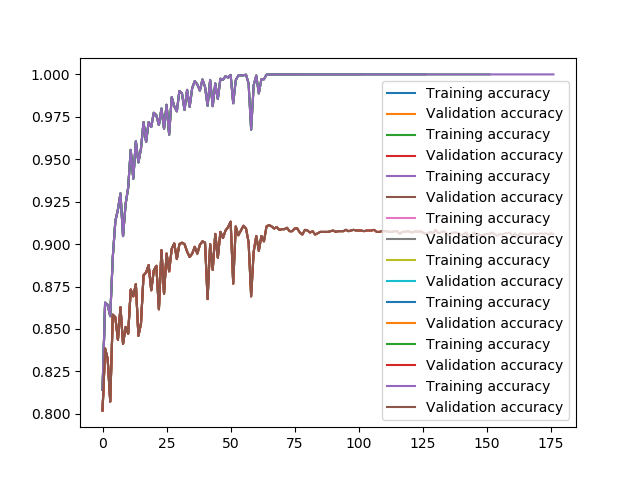 1.000
0.975
0.950
0.925
0.900
0.875
0.850
0.825
0.800
0
25
50
75
100
125
150
175
Training accuracy
Validation accuracy
Training accuracy
Validation accuracy
Training accuracy
Validation accuracy
Training accuracy
Validation accuracy
Training accuracy
Validation accuracy
Training accuracy
Validation accuracy
Training accuracy
Validation accuracy
Training accuracy
Validation accuracy